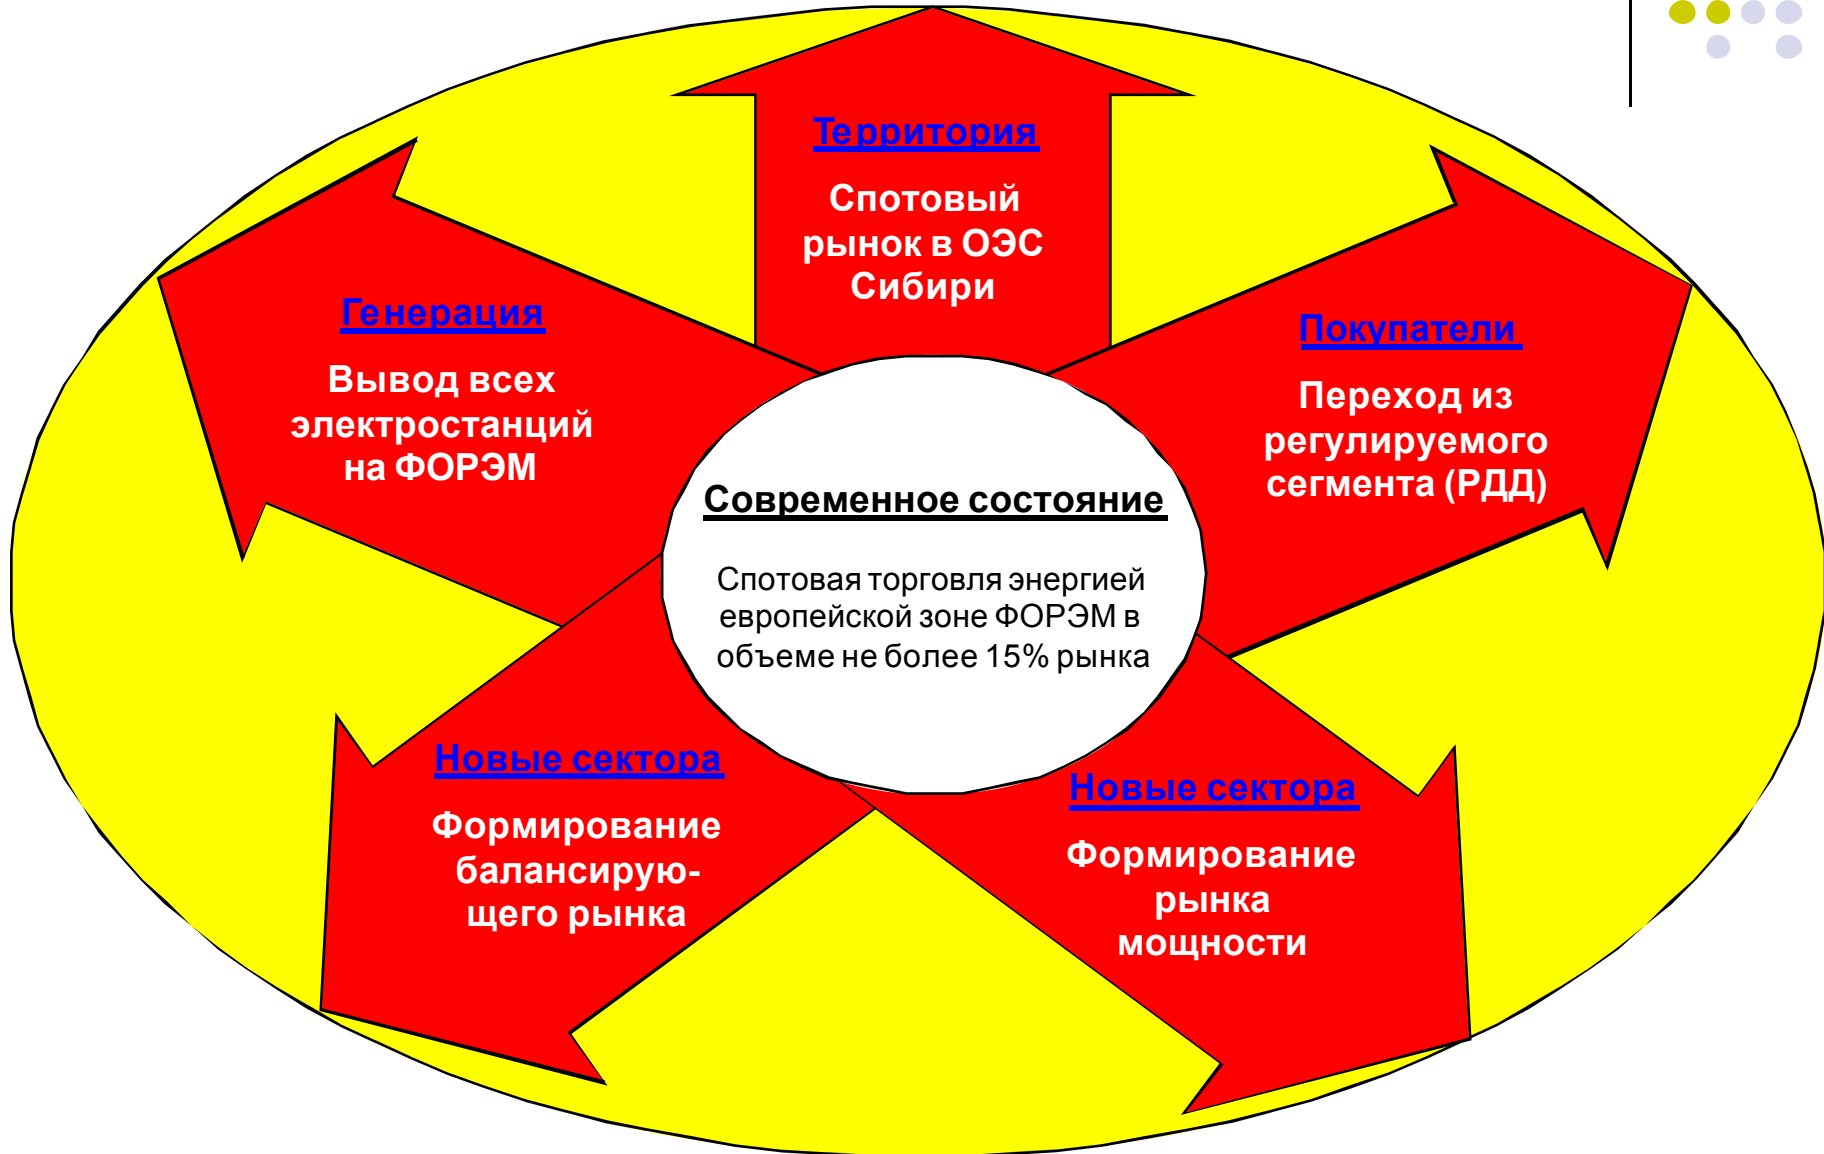 Территория
Спотовый
рынок в ОЭС
Сибири
Генерация
Вывод всех
электростанций
на ФОРЭМ
Покупатели
Переход из
регулируемого
сегмента (РДД)
Современное состояние
Спотовая торговля энергией
европейской зоне ФОРЭМ в
объеме не более 15% рынка
Новые сектора
Формирование
балансирую-
щего рынка
Новые сектора
Формирование
рынка
мощности